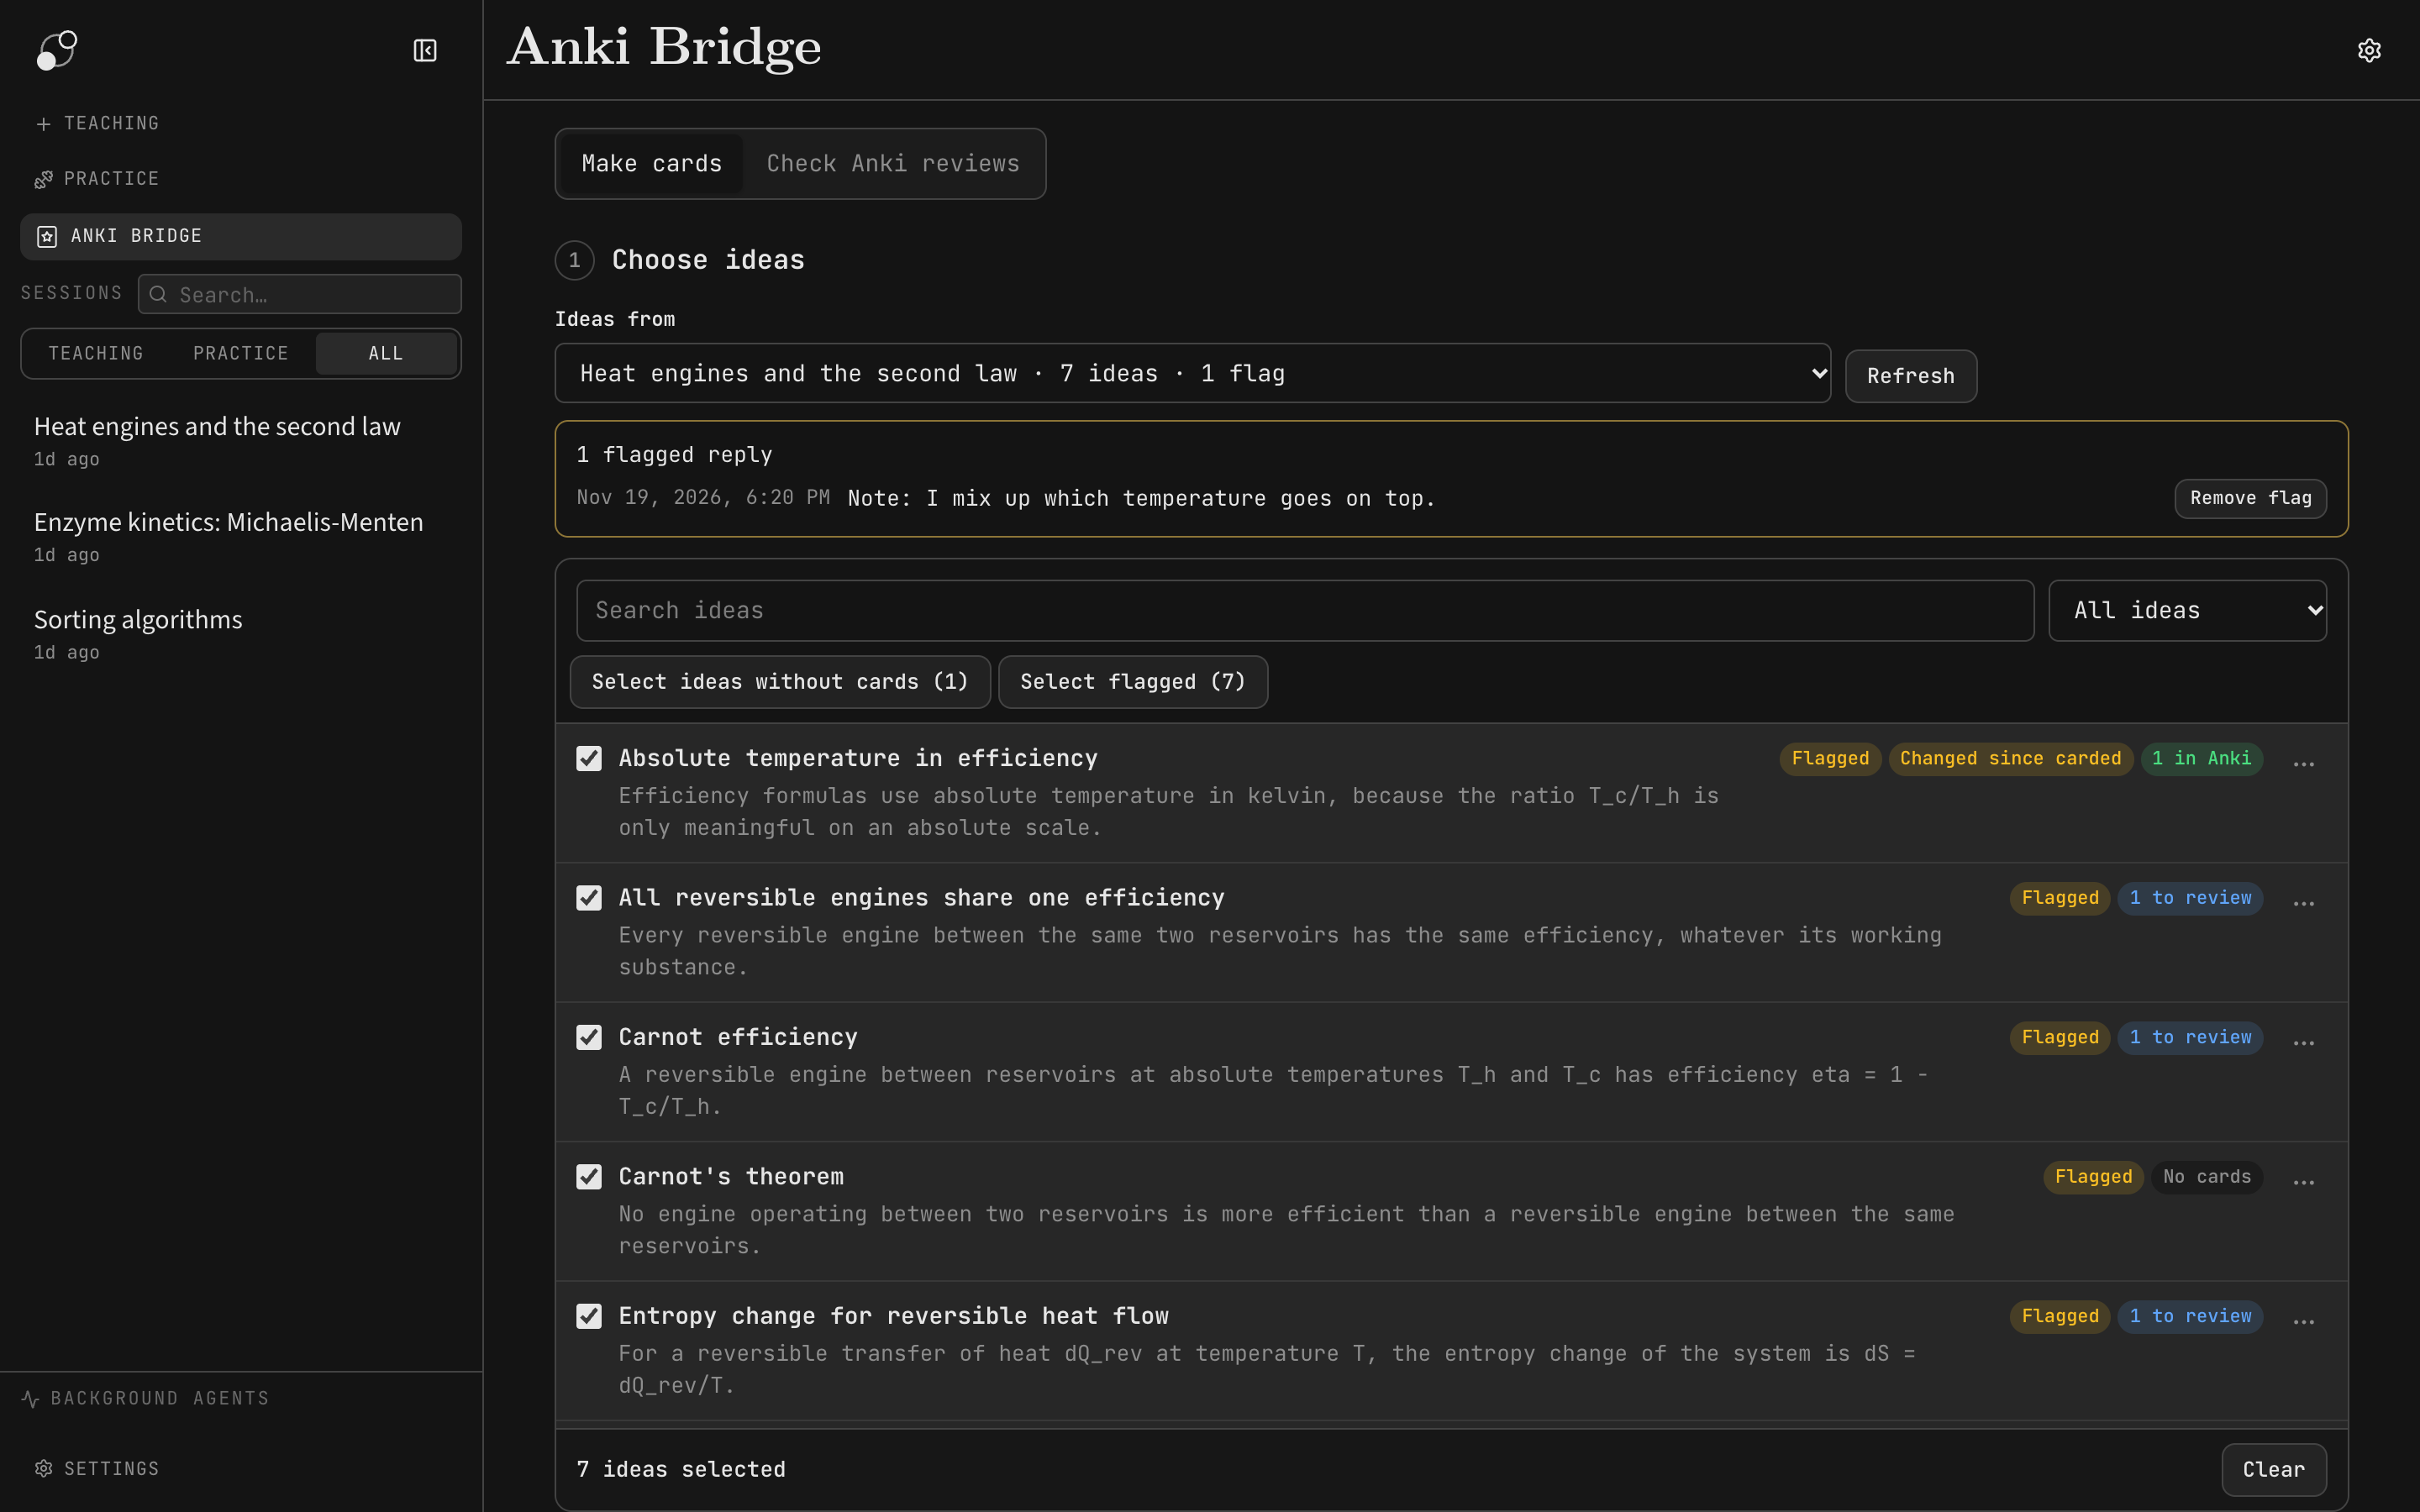 Anki Bridge
TEACHING
PRACTICE
ANKI BRIDGE
SESSIONS
Search…
TEACHING PRACTICE ALL
Heat engines and the second law
1d ago
Enzyme kinetics: Michaelis-Menten
1d ago
Sorting algorithms
1d ago
BACKGROUND AGENTS
SETTINGS
Make cards Check Anki reviews
1 Choose ideas
Ideas from
Heat engines and the second law · 7 ideas · 1 flag
Refresh
1 flagged reply
Nov 19, 2026, 6:20 PM Note: I mix up which temperature goes on top.
Remove flag
Search ideas
All ideas
Select ideas without cards (1) Select flagged (7)
Absolute temperature in efficiency
Flagged Changed since carded 1 in Anki …
Efficiency formulas use absolute temperature in kelvin, because the ratio T_c/T_h is
only meaningful on an absolute scale.
All reversible engines share one efficiency
Flagged 1 to review …
Every reversible engine between the same two reservoirs has the same efficiency, whatever its working
substance.
Carnot efficiency
Flagged 1 to review …
A reversible engine between reservoirs at absolute temperatures T_h and T_c has efficiency eta = 1 -
T_c/T_h.
Carnot's theorem
Flagged No cards …
No engine operating between two reservoirs is more efficient than a reversible engine between the same
reservoirs.
Entropy change for reversible heat flow
Flagged 1 to review …
For a reversible transfer of heat dQ_rev at temperature T, the entropy change of the system is dS =
dQ_rev/T.
7 ideas selected
Clear